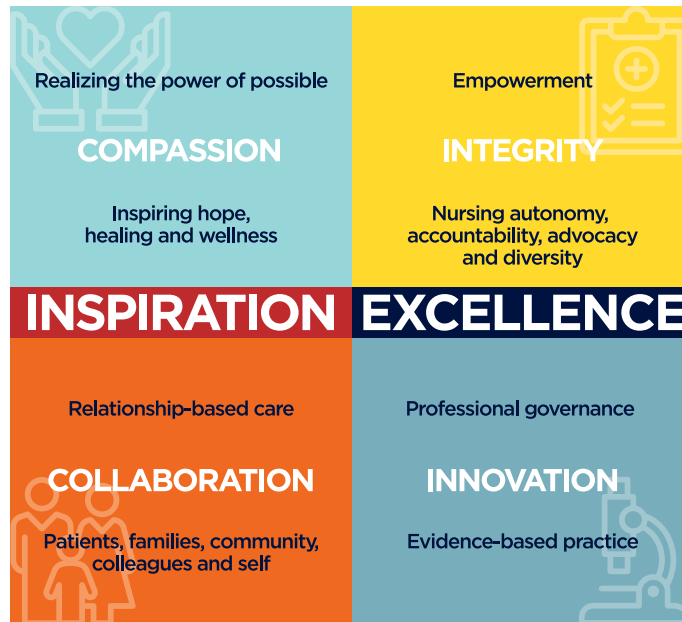 Realizing the power of possible
COMPASSION
Inspiring hope,
healing and wellness
Empowerment
INTEGRITY
Nursing autonomy,
accountability, advocacy
and diversity
INSPIRATION
EXCELLENCE
Relationship-based care
COLLABORATION
Patients, families, community,
colleagues and self
Professional governance
INNOVATION
Evidence-based practice